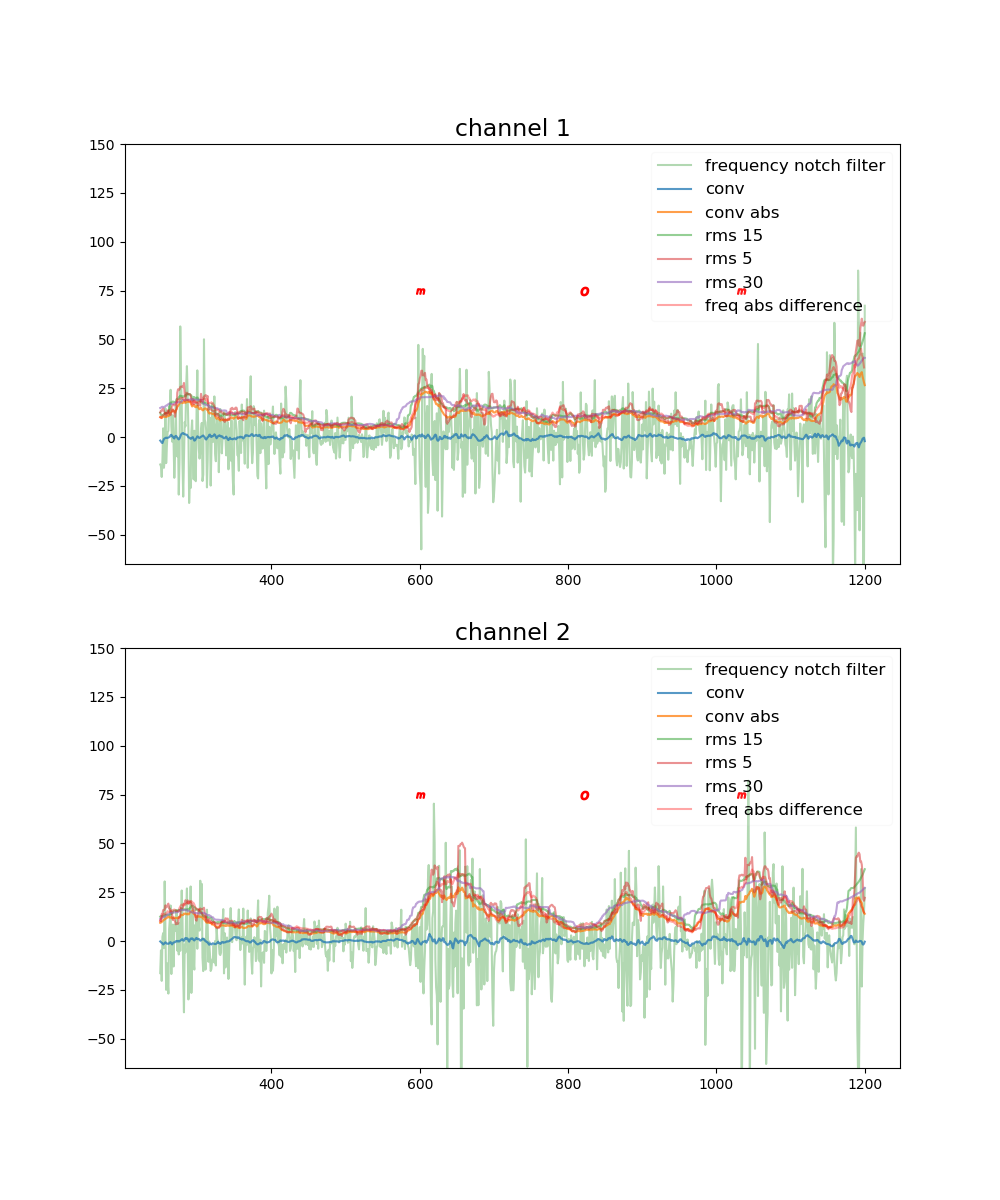 channel 1
150
125
100
75
50
25
0
−25
−50
frequency notch filter
conv
conv abs
rms 15
rms 5
rms 30
freq abs difference
m o m
400 600 800 1000 1200
channel 2
150
125
100
75
50
25
0
−25
−50
frequency notch filter
conv
conv abs
rms 15
rms 5
rms 30
freq abs difference
m o m
400 600 800 1000 1200